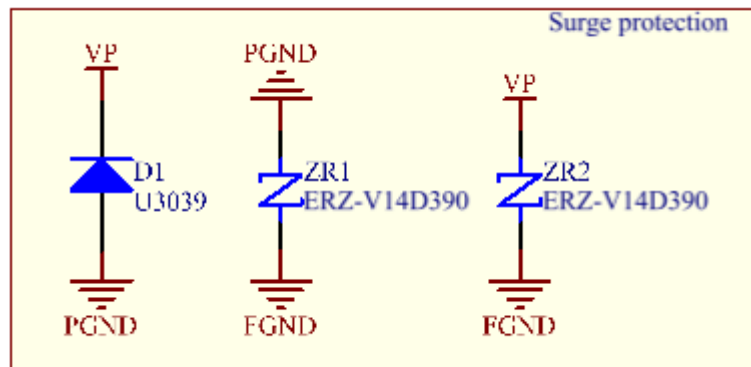 Surge protection
VP
PGND
VP
D1
U3039
ZR1
ERZ-V14D390
ZR2
ERZ-V14D390
PGND
FGND
FGND